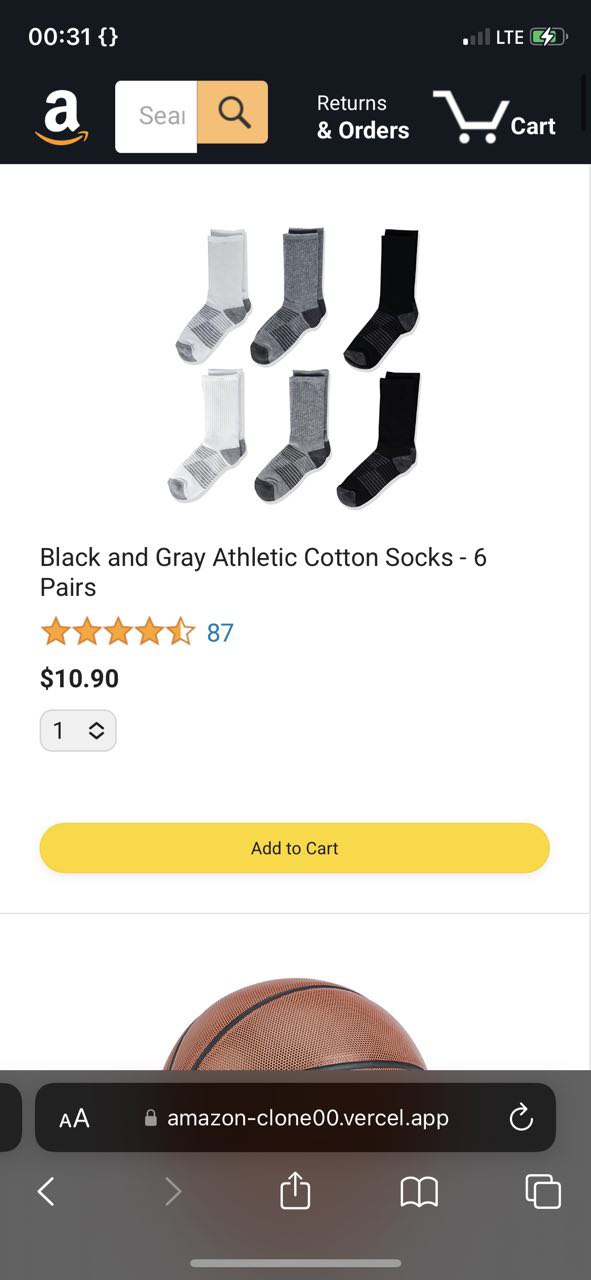 00:31 {}
LTE
a
Sear
Returns
& Orders
Cart
Black and Gray Athletic Cotton Socks - 6
Pairs
87
$10.90
1
Add to Cart
AA
amazon-clone00.vercel.app